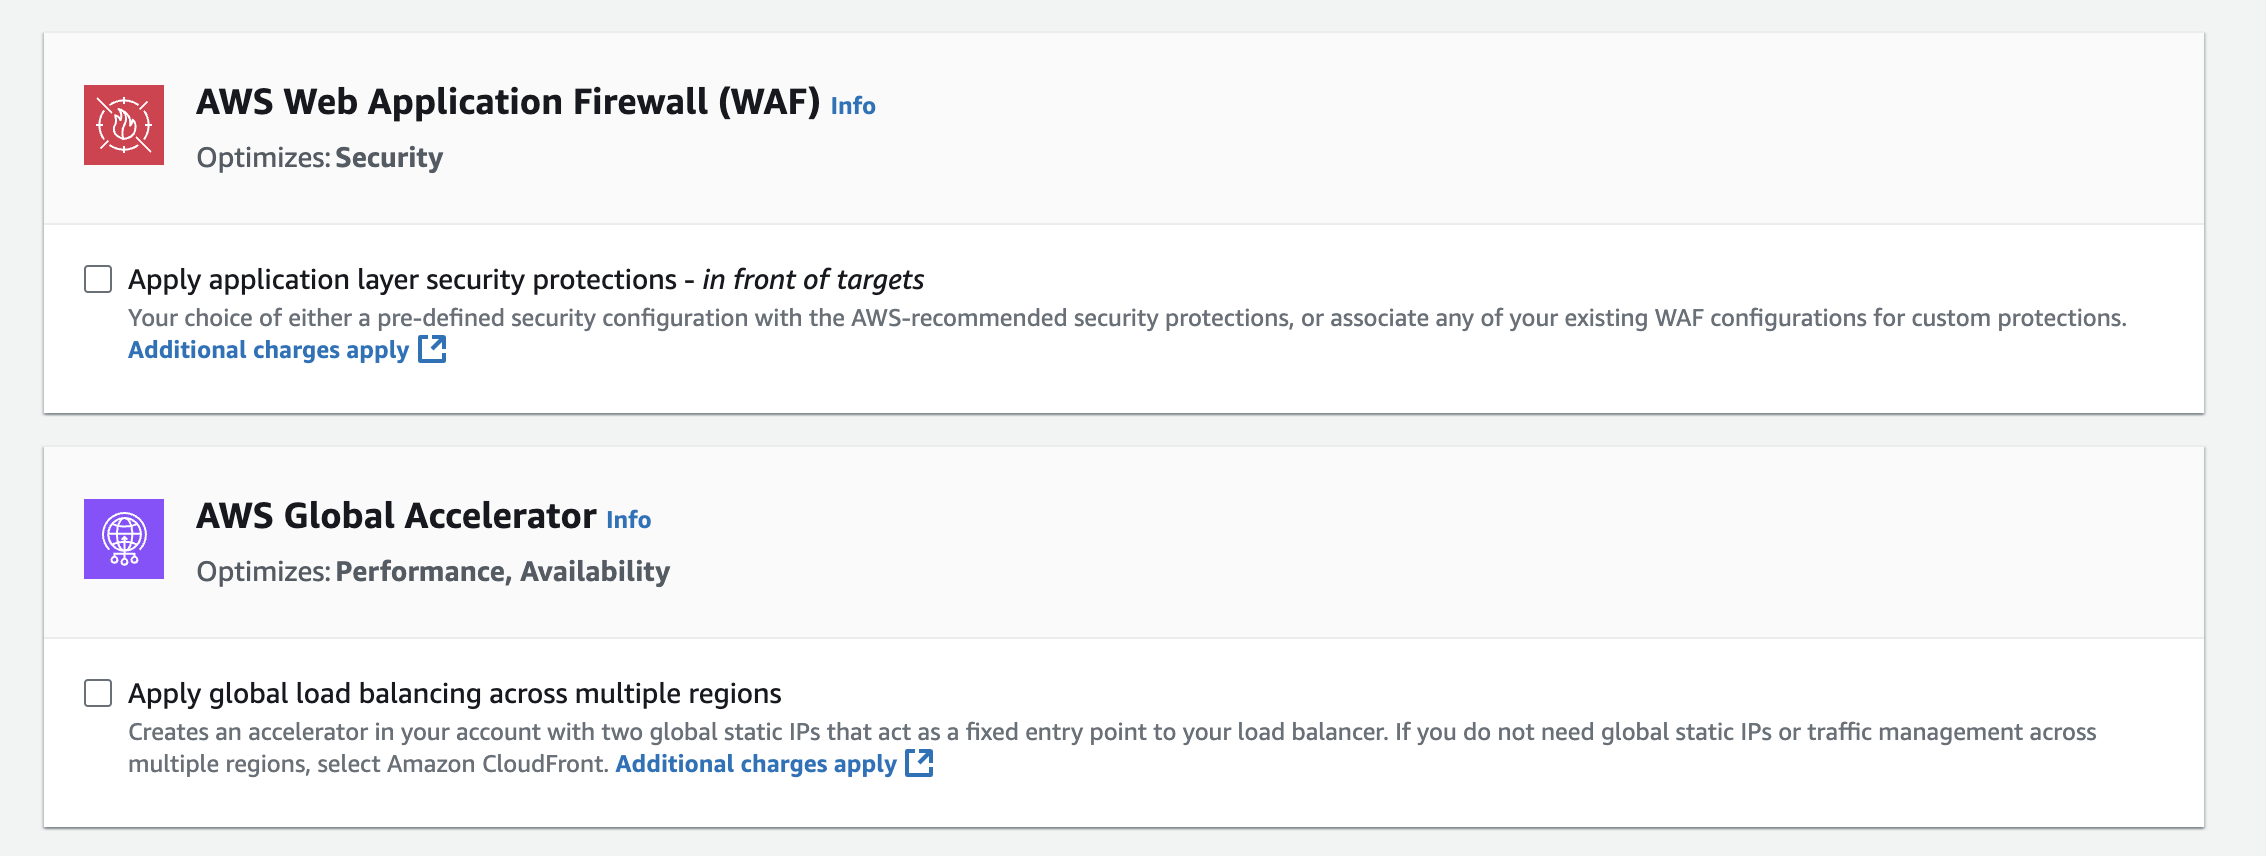 AWS Web Application Firewall (WAF) Info
Optimizes: Security
Apply application layer security protections - in front of targets
Your choice of either a pre-defined security configuration with the AWS-recommended security protections, or associate any of your existing WAF configurations for custom protections.
Additional charges apply
AWS Global Accelerator Info
Optimizes: Performance, Availability
Apply global load balancing across multiple regions
Creates an accelerator in your account with two global static IPs that act as a fixed entry point to your load balancer. If you do not need global static IPs or traffic management across
multiple regions, select Amazon CloudFront. Additional charges apply